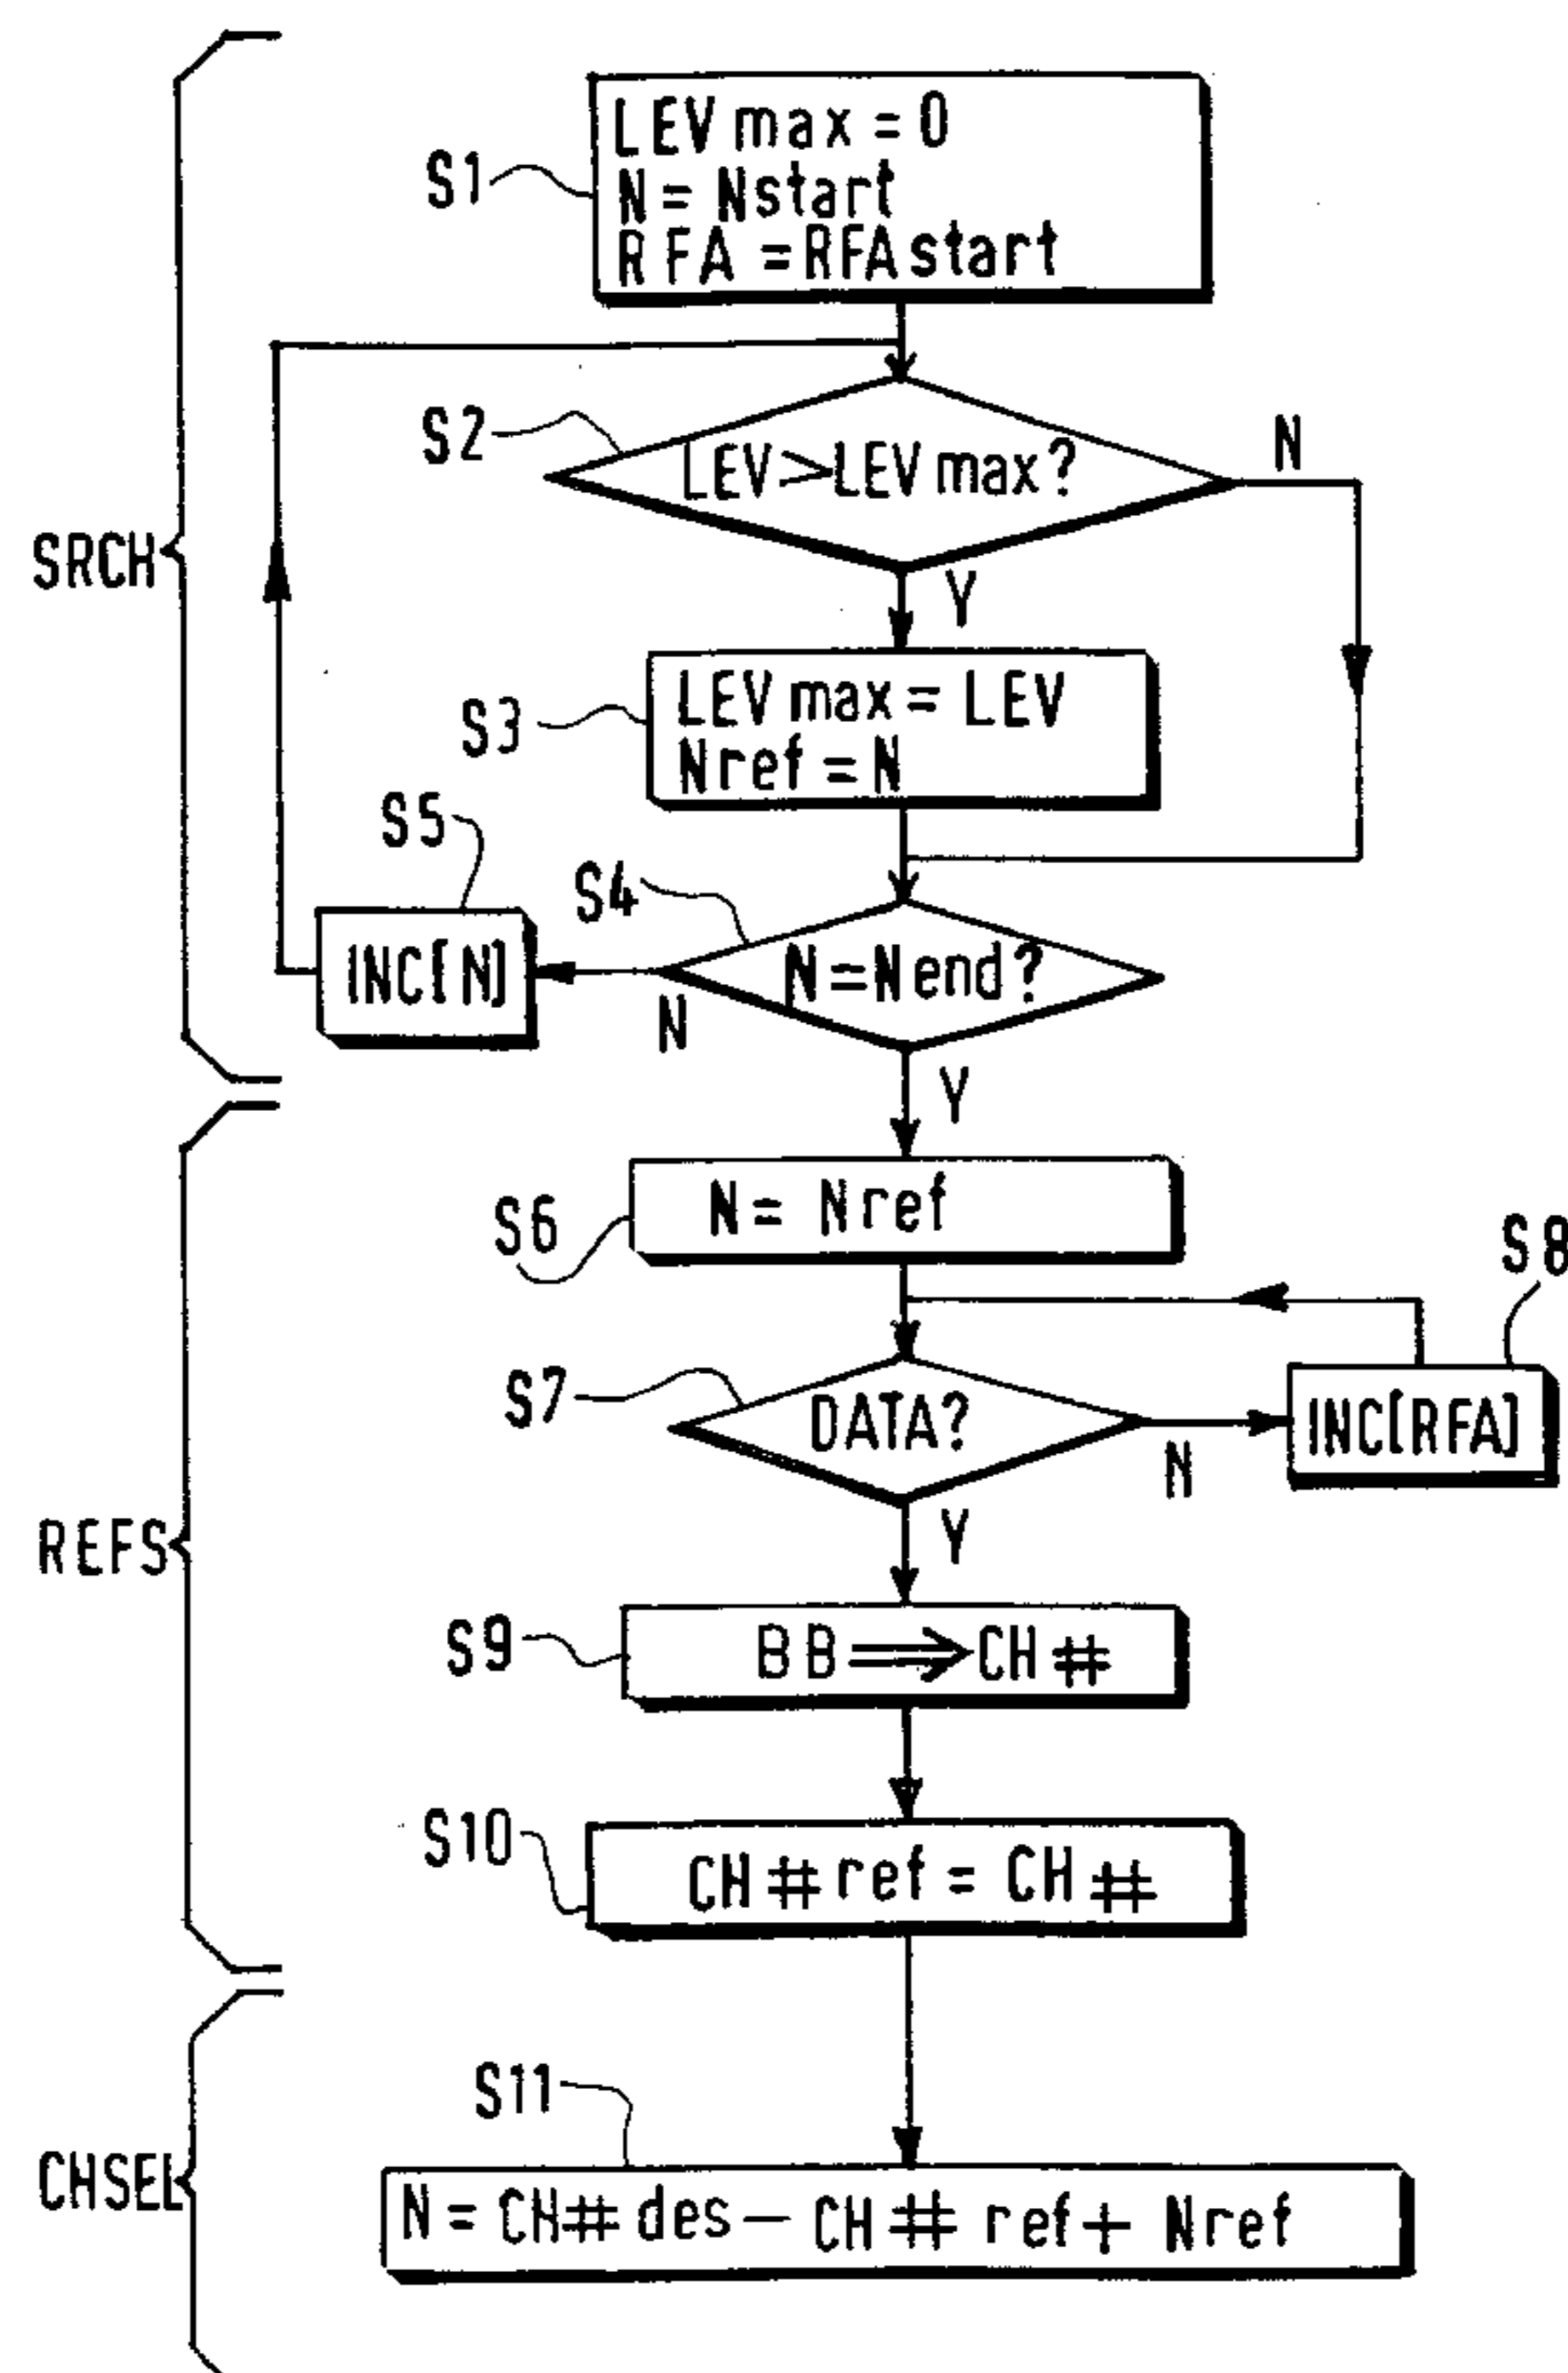 S1
LEV max = 0
N = Nstart
RFA = RFA start
S2
LEV > LEV max?
N
Y
SRCH
S3
LEV max = LEV
Nref = N
S5
INC[N]
S4
N = Nend?
N
Y
S6
N = Nref
S8
INC[RFA]
S7
DATA?
N
Y
REFS
S9
BB ⟹ CH #
S10
CH # ref = CH #
S11
CHSEL
N = CH# des − CH # ref + Nref